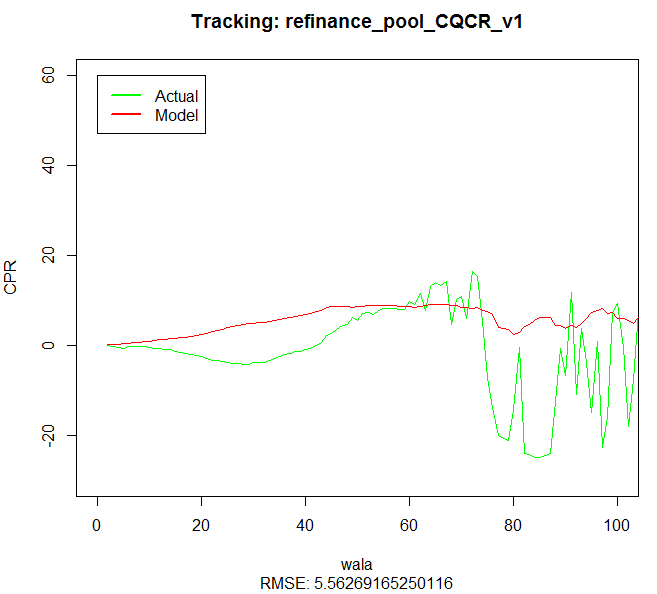 Tracking: refinance_pool_CQCR_v1
Actual
Model
60
40
20
0
-20
CPR
0 20 40 60 80 100
wala
RMSE: 5.56269165250116